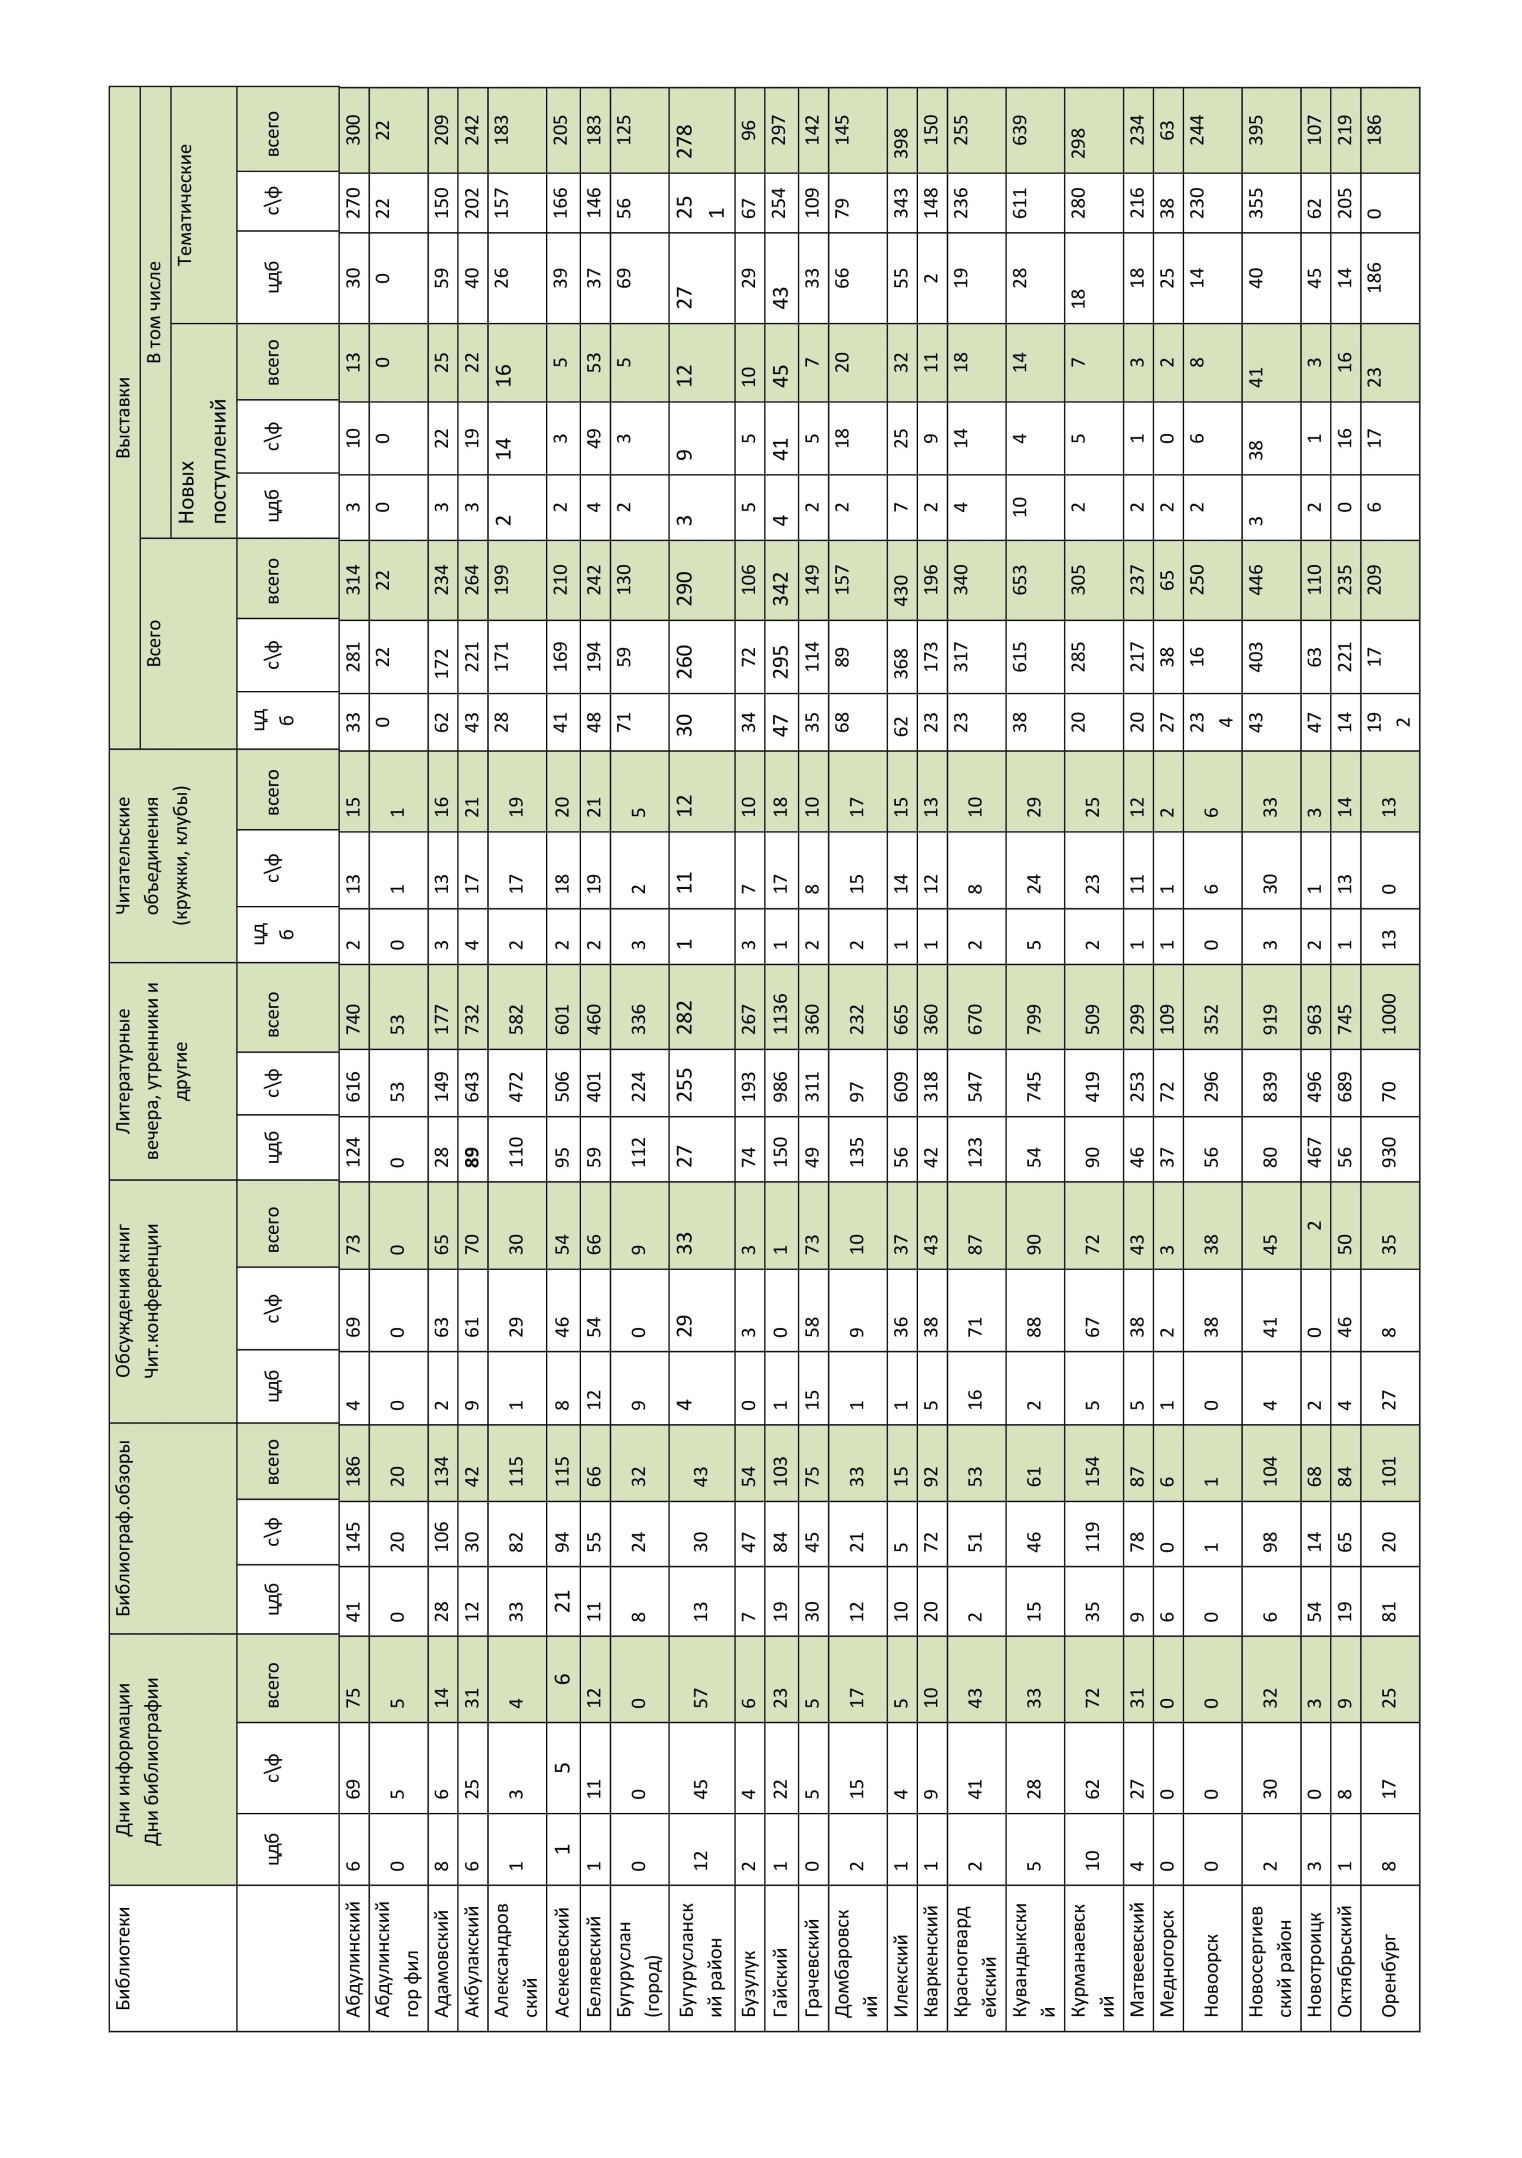 Библиотеки Дни информации Библиограф.обзоры Обсуждения книг Литературные Читательские Выставки
Дни библиографии Чит.конференции вечера, утренники и объединения Всего В том числе
другие (кружки, клубы) Новых Тематические
поступлений
цдб с\ф всего цдб с\ф всего цдб с\ф всего цдб с\ф всего цд с\ф всего цд с\ф всего цдб с\ф всего цдб с\ф всего
б б
Абдулинский 6 69 75 41 145 186 4 69 73 124 616 740 2 13 15 33 281 314 3 10 13 30 270 300
Абдулинский 0 5 5 0 20 20 0 0 0 0 53 53 0 1 1 0 22 22 0 0 0 0 22 22
гор фил
Адамовский 8 6 14 28 106 134 2 63 65 28 149 177 3 13 16 62 172 234 3 22 25 59 150 209
Акбулакский 6 25 31 12 30 42 9 61 70 89 643 732 4 17 21 43 221 264 3 19 22 40 202 242
Александров 1 3 4 33 82 115 1 29 30 110 472 582 2 17 19 28 171 199 2 14 16 26 157 183
ский
Асекеевский 1 5 6 21 94 115 8 46 54 95 506 601 2 18 20 41 169 210 2 3 5 39 166 205
Беляевский 1 11 12 11 55 66 12 54 66 59 401 460 2 19 21 48 194 242 4 49 53 37 146 183
Бугуруслан 0 0 0 8 24 32 9 0 9 112 224 336 3 2 5 71 59 130 2 3 5 69 56 125
(город)
Бугурусланск 12 45 57 13 30 43 4 29 33 27 255 282 1 11 12 30 260 290 3 9 12 27 25 278
ий район 1
Бузулук 2 4 6 7 47 54 0 3 3 74 193 267 3 7 10 34 72 106 5 5 10 29 67 96
Гайский 1 22 23 19 84 103 1 0 1 150 986 1136 1 17 18 47 295 342 4 41 45 43 254 297
Грачевский 0 5 5 30 45 75 15 58 73 49 311 360 2 8 10 35 114 149 2 5 7 33 109 142
Домбаровск 2 15 17 12 21 33 1 9 10 135 97 232 2 15 17 68 89 157 2 18 20 66 79 145
ий
Илекский 1 4 5 10 5 15 1 36 37 56 609 665 1 14 15 62 368 430 7 25 32 55 343 398
Кваркенский 1 9 10 20 72 92 5 38 43 42 318 360 1 12 13 23 173 196 2 9 11 2 148 150
Красногвард 2 41 43 2 51 53 16 71 87 123 547 670 2 8 10 23 317 340 4 14 18 19 236 255
ейский
Кувандыкски 5 28 33 15 46 61 2 88 90 54 745 799 5 24 29 38 615 653 10 4 14 28 611 639
й
Курманаевск 10 62 72 35 119 154 5 67 72 90 419 509 2 23 25 20 285 305 2 5 7 18 280 298
ий
Матвеевский 4 27 31 9 78 87 5 38 43 46 253 299 1 11 12 20 217 237 2 1 3 18 216 234
Медногорск 0 0 0 6 0 6 1 2 3 37 72 109 1 1 2 27 38 65 2 0 2 25 38 63
Новоорск 0 0 0 0 1 1 0 38 38 56 296 352 0 6 6 23 16 250 2 6 8 14 230 244
4
Новосергиев 2 30 32 6 98 104 4 41 45 80 839 919 3 30 33 43 403 446 3 38 41 40 355 395
ский район
Новотроицк 3 0 3 54 14 68 2 0 2 467 496 963 2 1 3 47 63 110 2 1 3 45 62 107
Октябрьский 1 8 9 19 65 84 4 46 50 56 689 745 1 13 14 14 221 235 0 16 16 14 205 219
Оренбург 8 17 25 81 20 101 27 8 35 930 70 1000 13 0 13 19 17 209 6 17 23 186 0 186
2